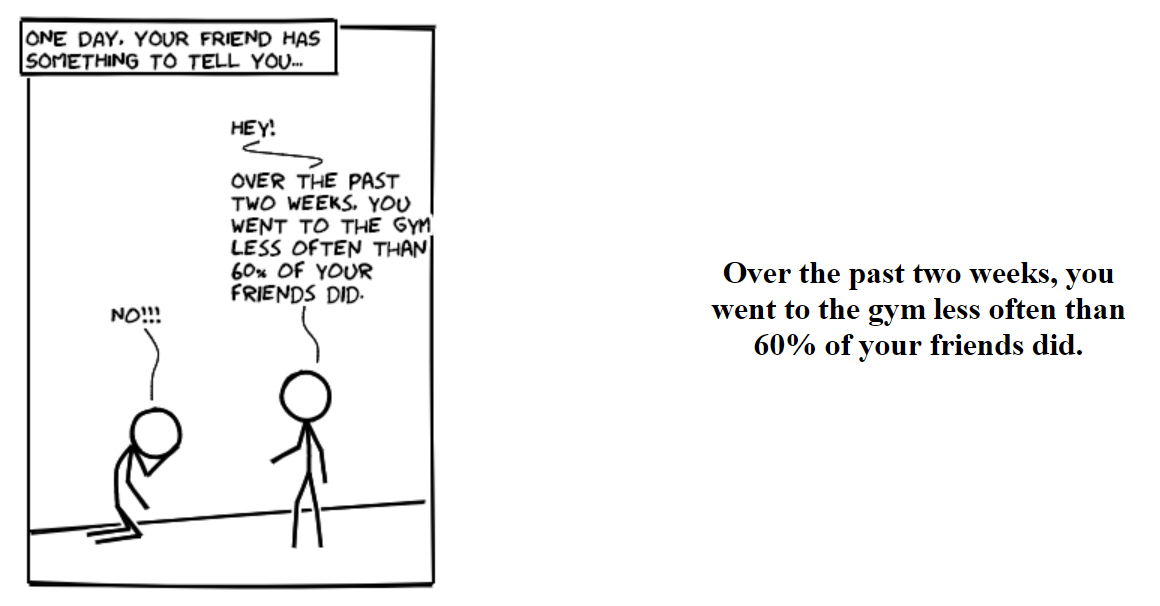 ONE DAY, YOUR FRIEND HAS
SOMETHING TO TELL YOU...
HEY!
OVER THE PAST
TWO WEEKS, YOU
WENT TO THE GYM
LESS OFTEN THAN
60% OF YOUR
FRIENDS DID.
NO!!!
Over the past two weeks, you
went to the gym less often than
60% of your friends did.